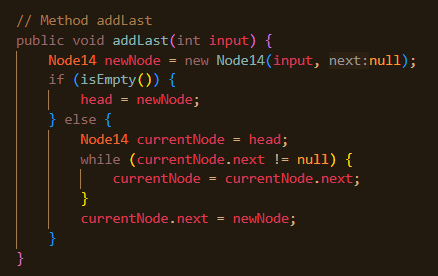 // Method addLast
public void addLast(int input) {
    Node14 newNode = new Node14(input, next:null);
    if (isEmpty()) {
        head = newNode;
    } else {
        Node14 currentNode = head;
        while (currentNode.next != null) {
            currentNode = currentNode.next;
        }
        currentNode.next = newNode;
    }
}